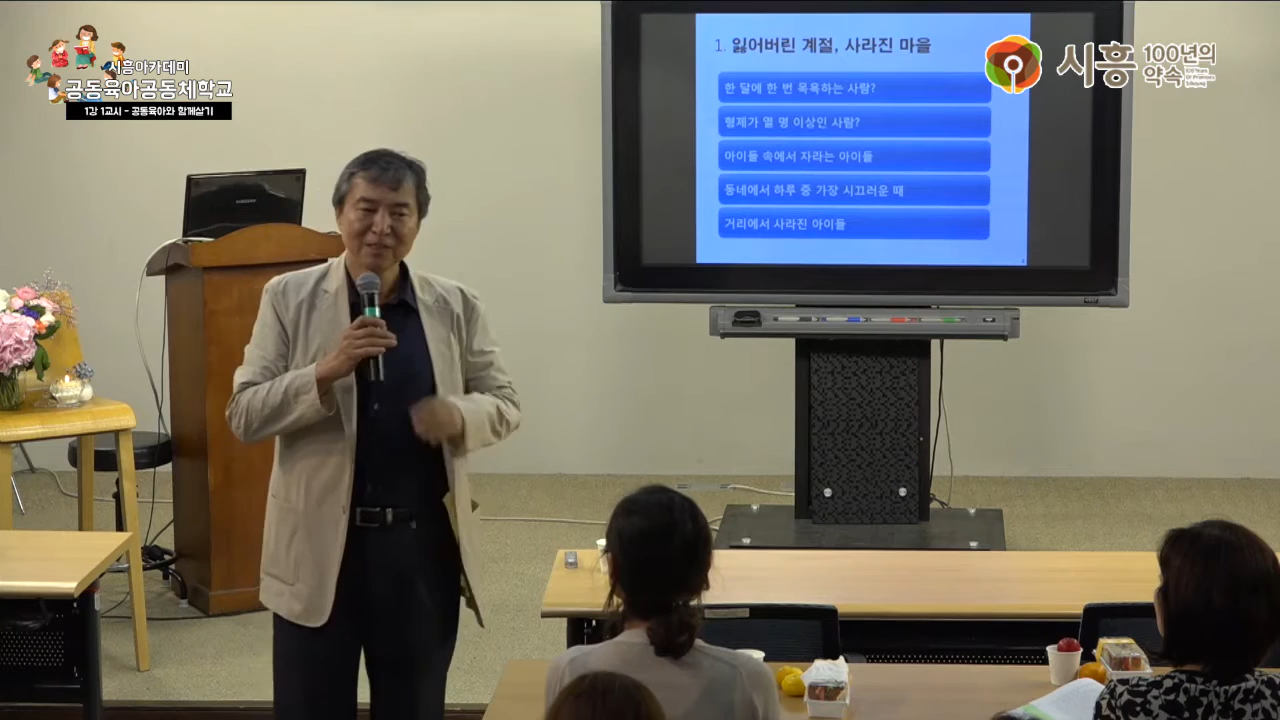 시흥아카데미
공동육아공동체학교
1강 1교시 - 공동육아와 함께살기
시흥 100년의
약속
1. 잃어버린 계절, 사라진 마을
한 달에 한 번 목욕하는 사람?
형제가 열 명 이상인 사람?
아이들 속에서 자라는 아이들
동네에서 하루 중 가장 시끄러운 때
거리에서 사라진 아이들
SAMSUNG